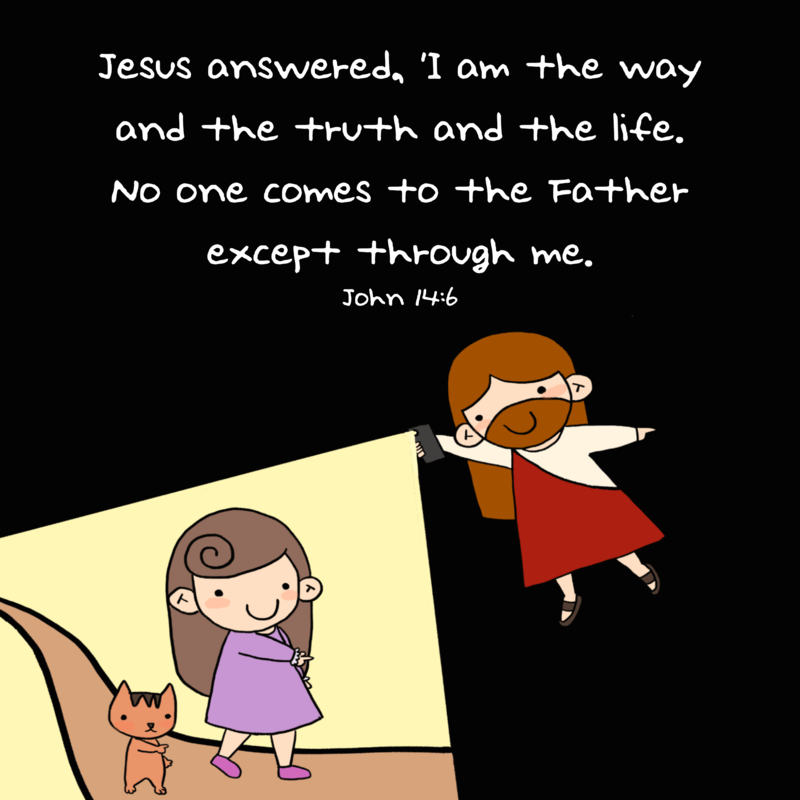 Jesus answered, 'I am the way
and the truth and the life.
No one comes to the Father
except through me.
John 14:6